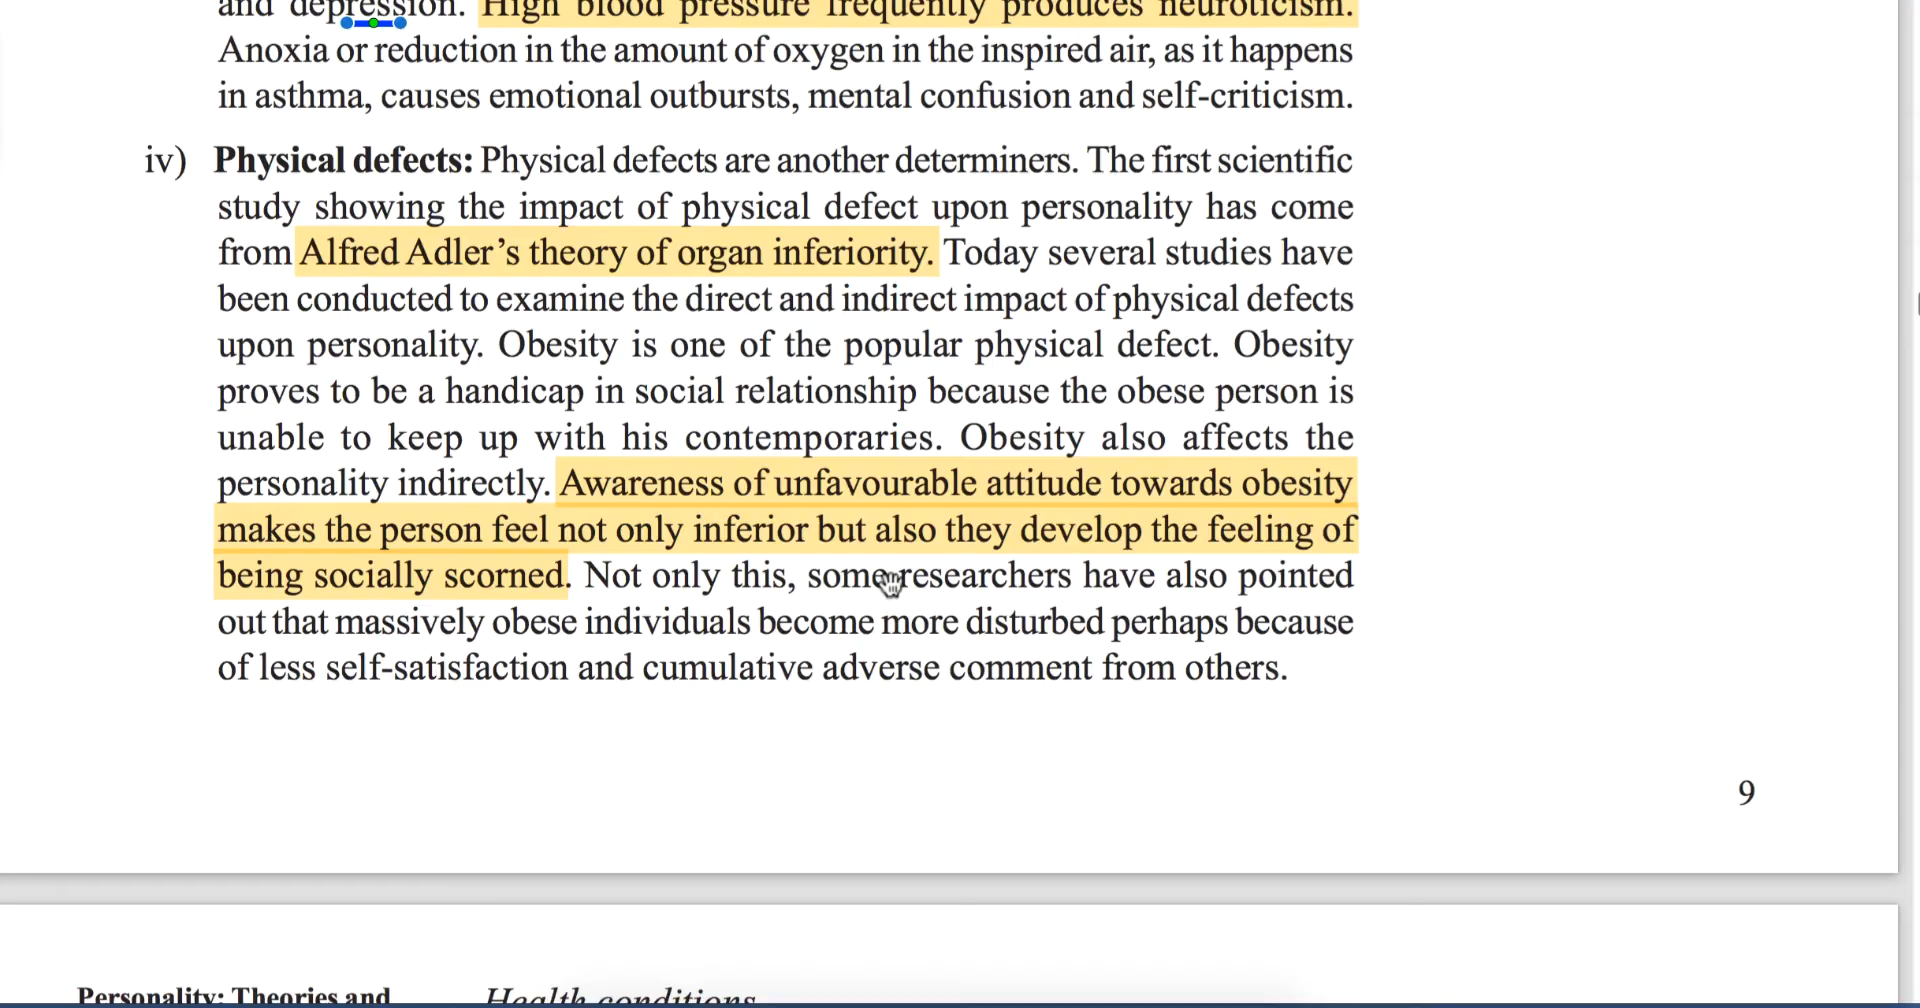 and depression. High blood pressure frequently produces neuroticism.
Anoxia or reduction in the amount of oxygen in the inspired air, as it happens
in asthma, causes emotional outbursts, mental confusion and self-criticism.
iv) Physical defects: Physical defects are another determiners. The first scientific
study showing the impact of physical defect upon personality has come
from Alfred Adler’s theory of organ inferiority. Today several studies have
been conducted to examine the direct and indirect impact of physical defects
upon personality. Obesity is one of the popular physical defect. Obesity
proves to be a handicap in social relationship because the obese person is
unable to keep up with his contemporaries. Obesity also affects the
personality indirectly. Awareness of unfavourable attitude towards obesity
makes the person feel not only inferior but also they develop the feeling of
being socially scorned. Not only this, some researchers have also pointed
out that massively obese individuals become more disturbed perhaps because
of less self-satisfaction and cumulative adverse comment from others.
9
Personality: Theories and
Health conditions